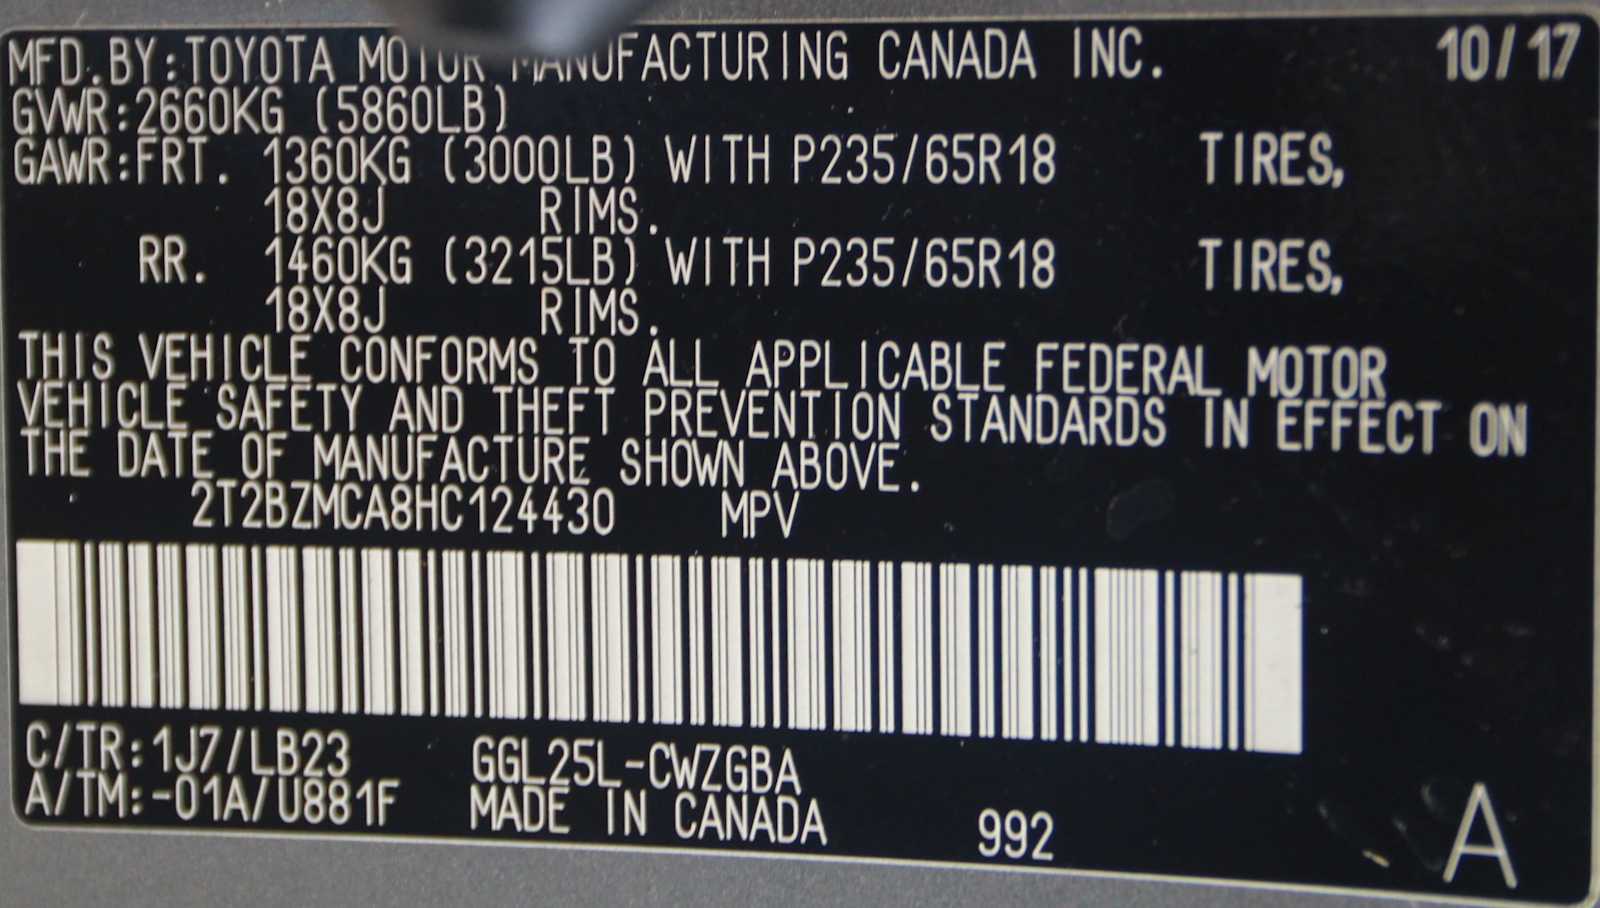 MFD.BY:TOYOTA MOTOR MANUFACTURING CANADA INC. 10/17
GVWR:2660KG (5860LB)
GAWR:FRT. 1360KG (3000LB) WITH P235/65R18 TIRES,
18X8J RIMS.
RR. 1460KG (3215LB) WITH P235/65R18 TIRES,
18X8J RIMS.
THIS VEHICLE CONFORMS TO ALL APPLICABLE FEDERAL MOTOR
VEHICLE SAFETY AND THEFT PREVENTION STANDARDS IN EFFECT ON
THE DATE OF MANUFACTURE SHOWN ABOVE.
2T2BZMCA8HC124430 MPV
C/TR:1J7/LB23 GGL25L-CWZGBA
A/TM:-01A/U881F MADE IN CANADA 992 A